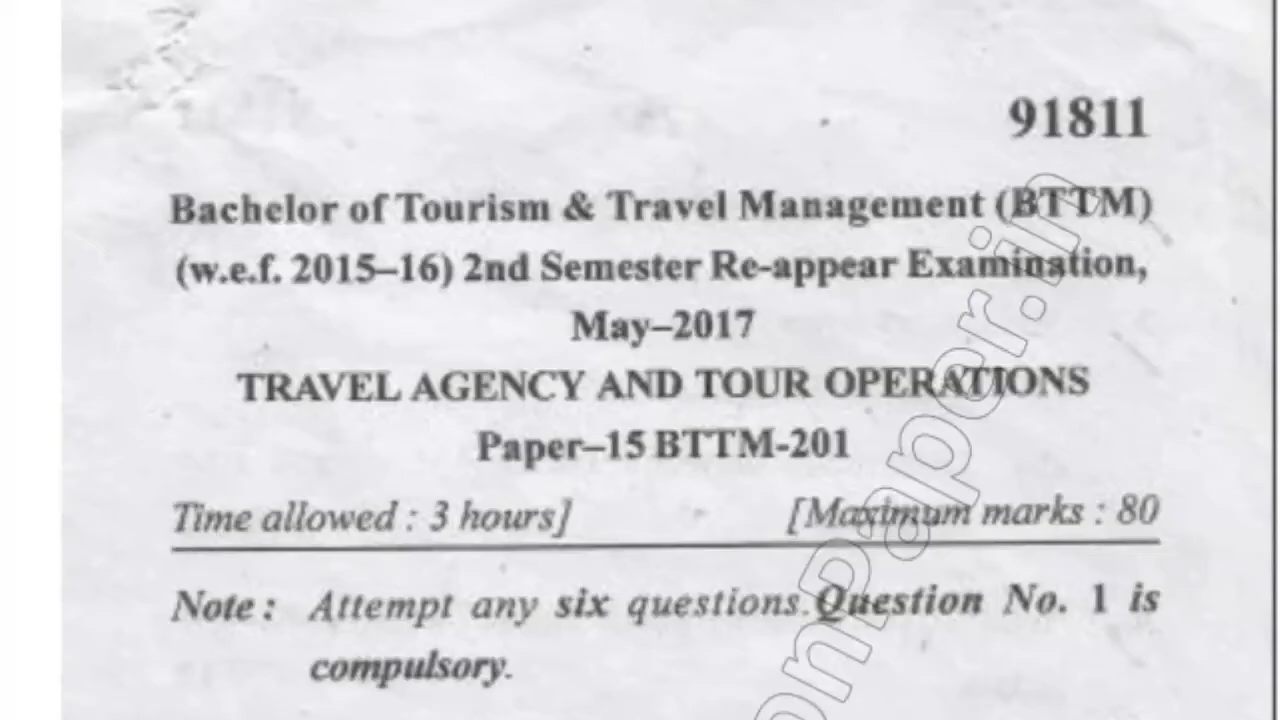 91811
Bachelor of Tourism & Travel Management (BTTM)
(w.e.f. 2015–16) 2nd Semester Re-appear Examination,
May–2017
TRAVEL AGENCY AND TOUR OPERATIONS
Paper–15 BTTM-201
Time allowed : 3 hours] [Maximum marks : 80
Note : Attempt any six questions. Question No. 1 is
compulsory.
onPaper.in